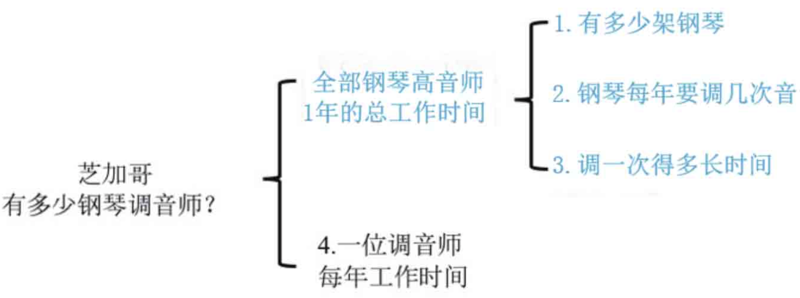 芝加哥
有多少钢琴调音师？
全部钢琴高音师
1年的总工作时间
1.有多少架钢琴
2.钢琴每年要调几次音
3.调一次得多长时间
4.一位调音师
每年工作时间